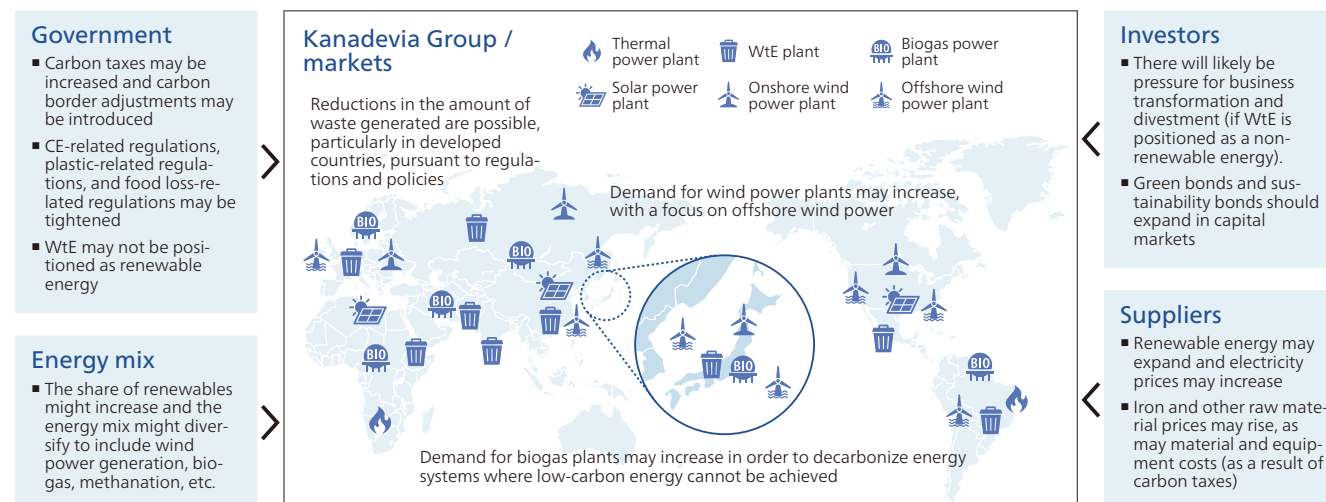 Government
▪ Carbon taxes may be
increased and carbon
border adjustments may
be introduced
▪ CE-related regulations,
plastic-related regula-
tions, and food loss-re-
lated regulations may be
tightened
▪ WtE may not be posi-
tioned as renewable
energy
Energy mix
▪ The share of renewables
might increase and the
energy mix might diver-
sify to include wind
power generation, bio-
gas, methanation, etc.
Kanadevia Group /
markets
Thermal
power plant
WtE plant
BIO
Biogas power
plant
Solar power
plant
Onshore wind
power plant
Offshore wind
power plant
Reductions in the amount of
waste generated are possible,
particularly in developed
countries, pursuant to regula-
tions and policies
Demand for wind power plants may increase,
with a focus on offshore wind power
BIO
BIO
BIO
BIO
BIO
BIO
Demand for biogas plants may increase in order to decarbonize energy
systems where low-carbon energy cannot be achieved
Investors
▪ There will likely be
pressure for business
transformation and
divestment (if WtE is
positioned as a non-
renewable energy).
▪ Green bonds and sus-
tainability bonds should
expand in capital
markets
Suppliers
▪ Renewable energy may
expand and electricity
prices may increase
▪ Iron and other raw mate-
rial prices may rise, as
may material and equip-
ment costs (as a result of
carbon taxes)